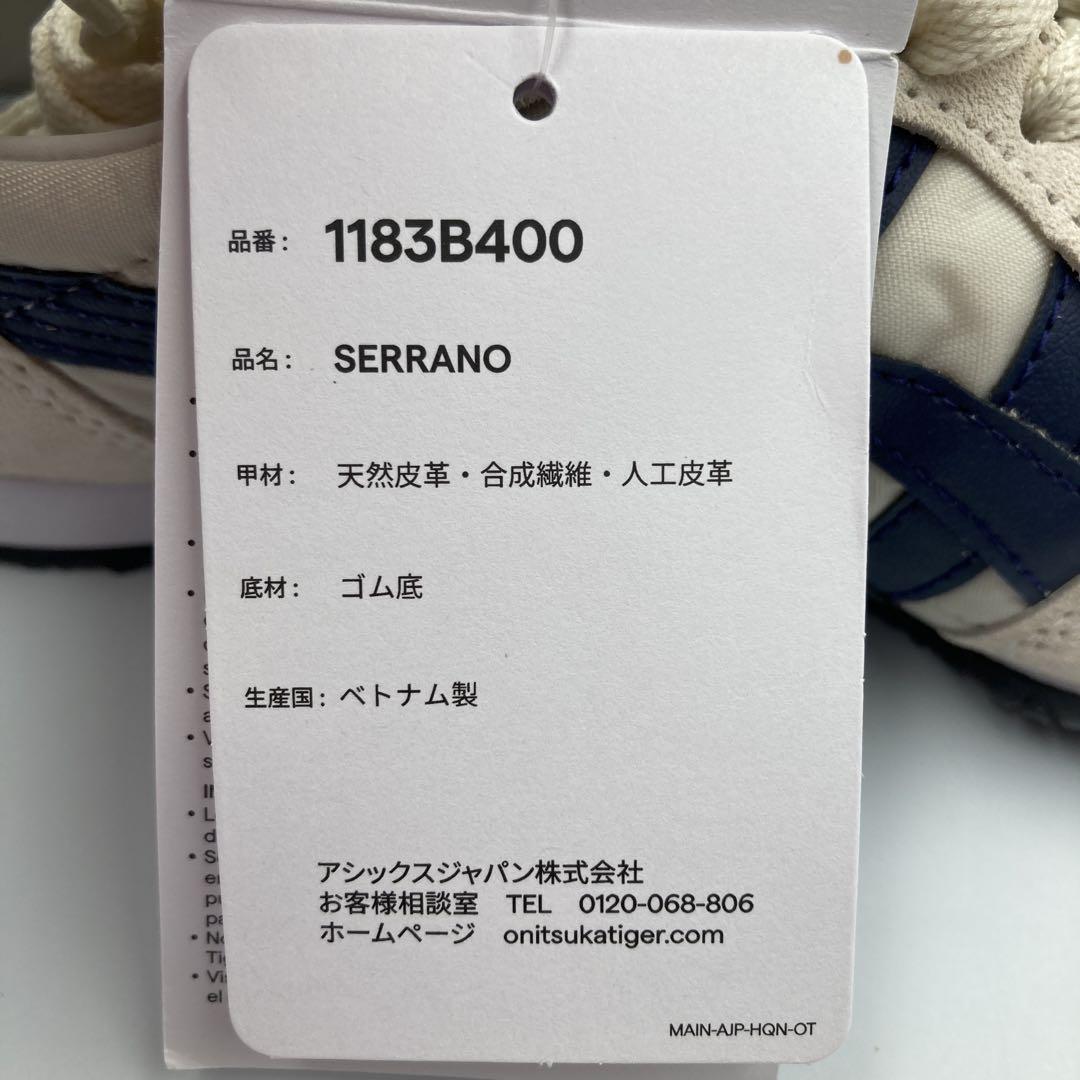 品番： 1183B400
品名： SERRANO
甲材： 天然皮革・合成繊維・人工皮革
底材： ゴム底
生産国： ベトナム製
アシックスジャパン株式会社
お客様相談室 TEL 0120-068-806
ホームページ onitsukatiger.com
MAIN-AJP-HQN-OT